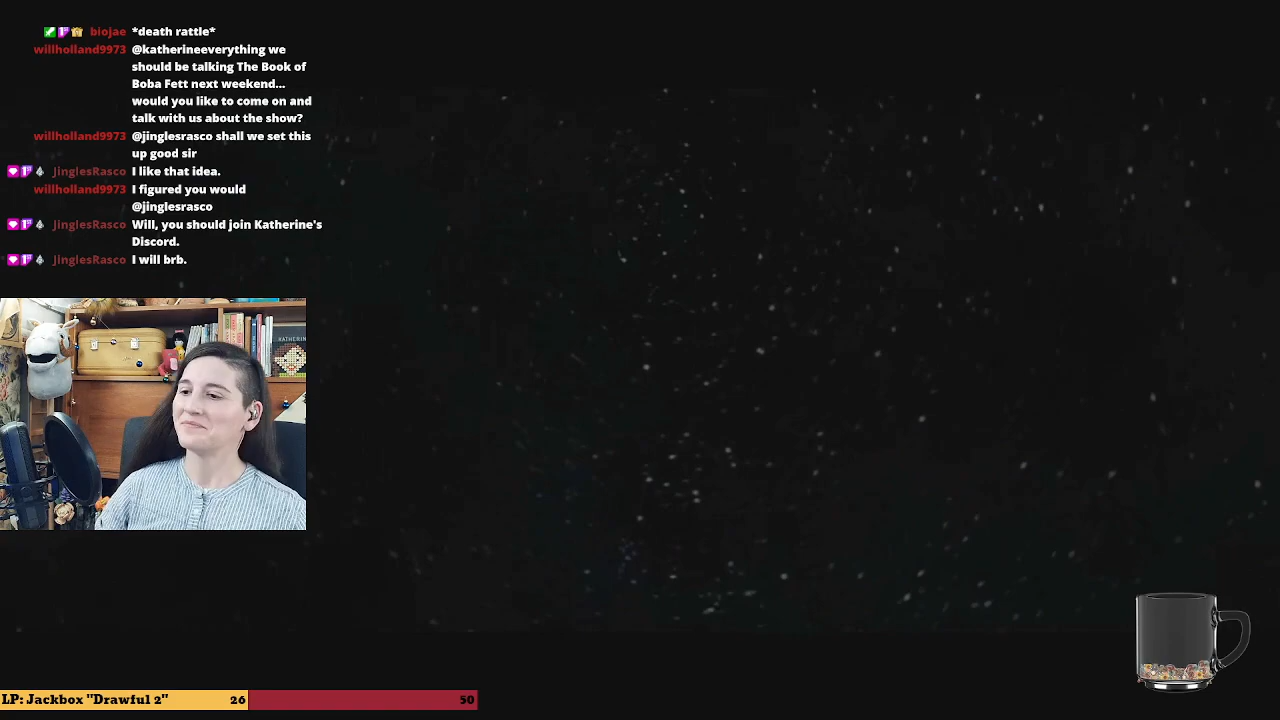 biojae *death rattle*
willholland9973 @katherineeverything we
should be talking The Book of
Boba Fett next weekend...
would you like to come on and
talk with us about the show?
willholland9973 @jinglesrasco shall we set this
up good sir
JinglesRasco I like that idea.
willholland9973 I figured you would
@jinglesrasco
JinglesRasco Will, you should join Katherine's
Discord.
JinglesRasco I will brb.
KATHERIN
LP: Jackbox "Drawful 2" 26 50